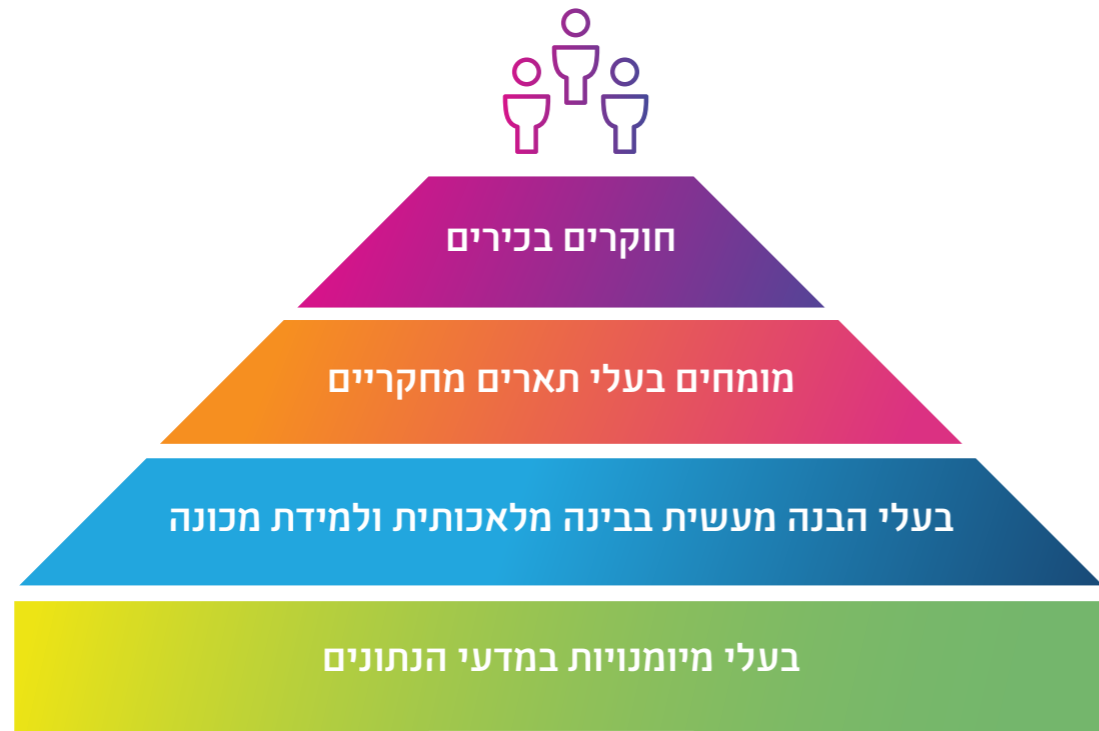 חוקרים בכירים
מומחים בעלי תארים מחקריים
בעלי הבנה מעשית בבינה מלאכותית ולמידת מכונה
בעלי מיומנויות במדעי הנתונים